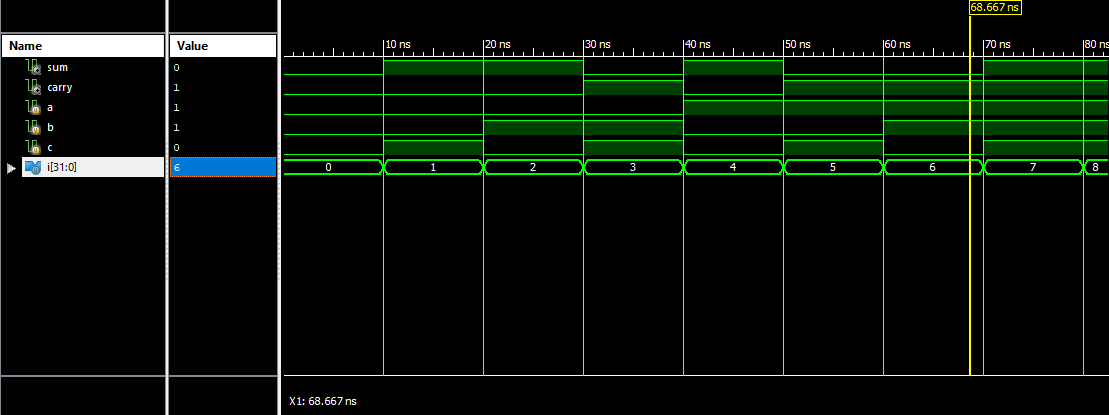 68.667 ns
Name Value
10 ns 20 ns 30 ns 40 ns 50 ns 60 ns 70 ns 80 ns
sum 0
carry 1
a 1
b 1
c 0
i[31:0] 6 0 1 2 3 4 5 6 7 8
X1: 68.667 ns